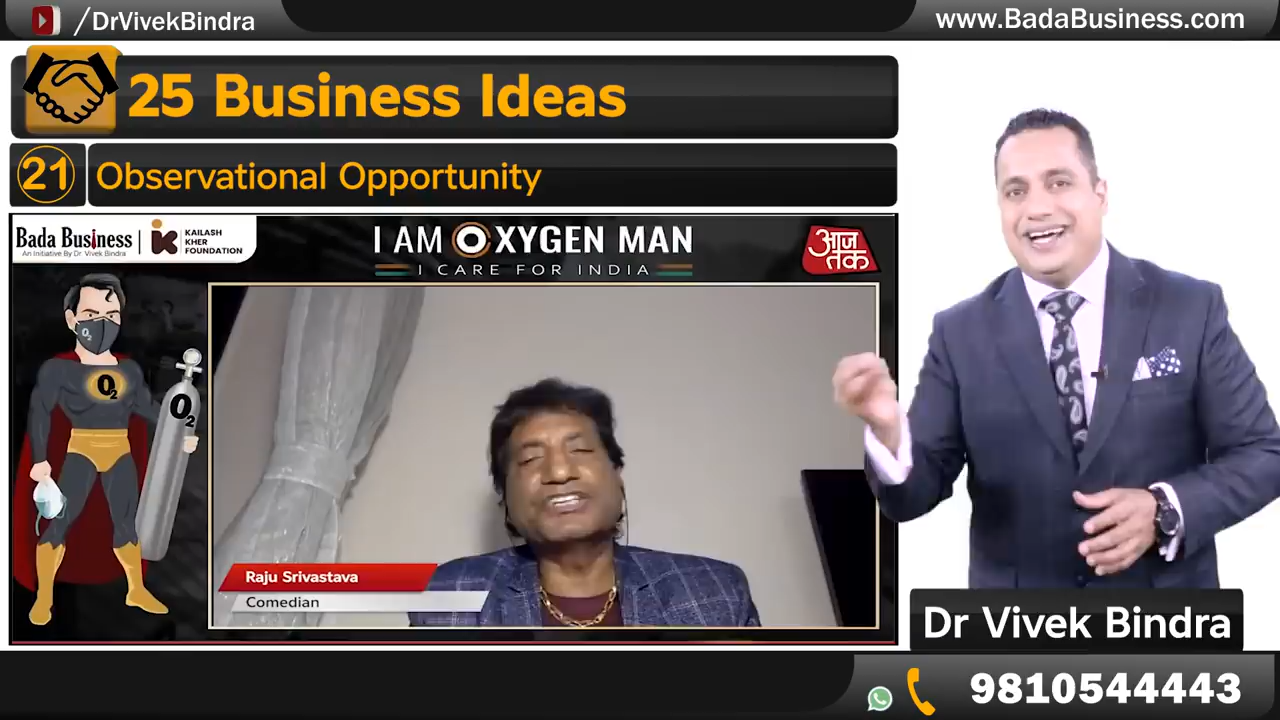 /DrVivekBindra
www.BadaBusiness.com
25 Business Ideas
21 Observational Opportunity
Bada Business
An Initiative By Dr. Vivek Bindra
KAILASH
KHER
FOUNDATION
I AM OXYGEN MAN
I CARE FOR INDIA
आज
तक
O2
O2
O2
Raju Srivastava
Comedian
Dr Vivek Bindra
9810544443